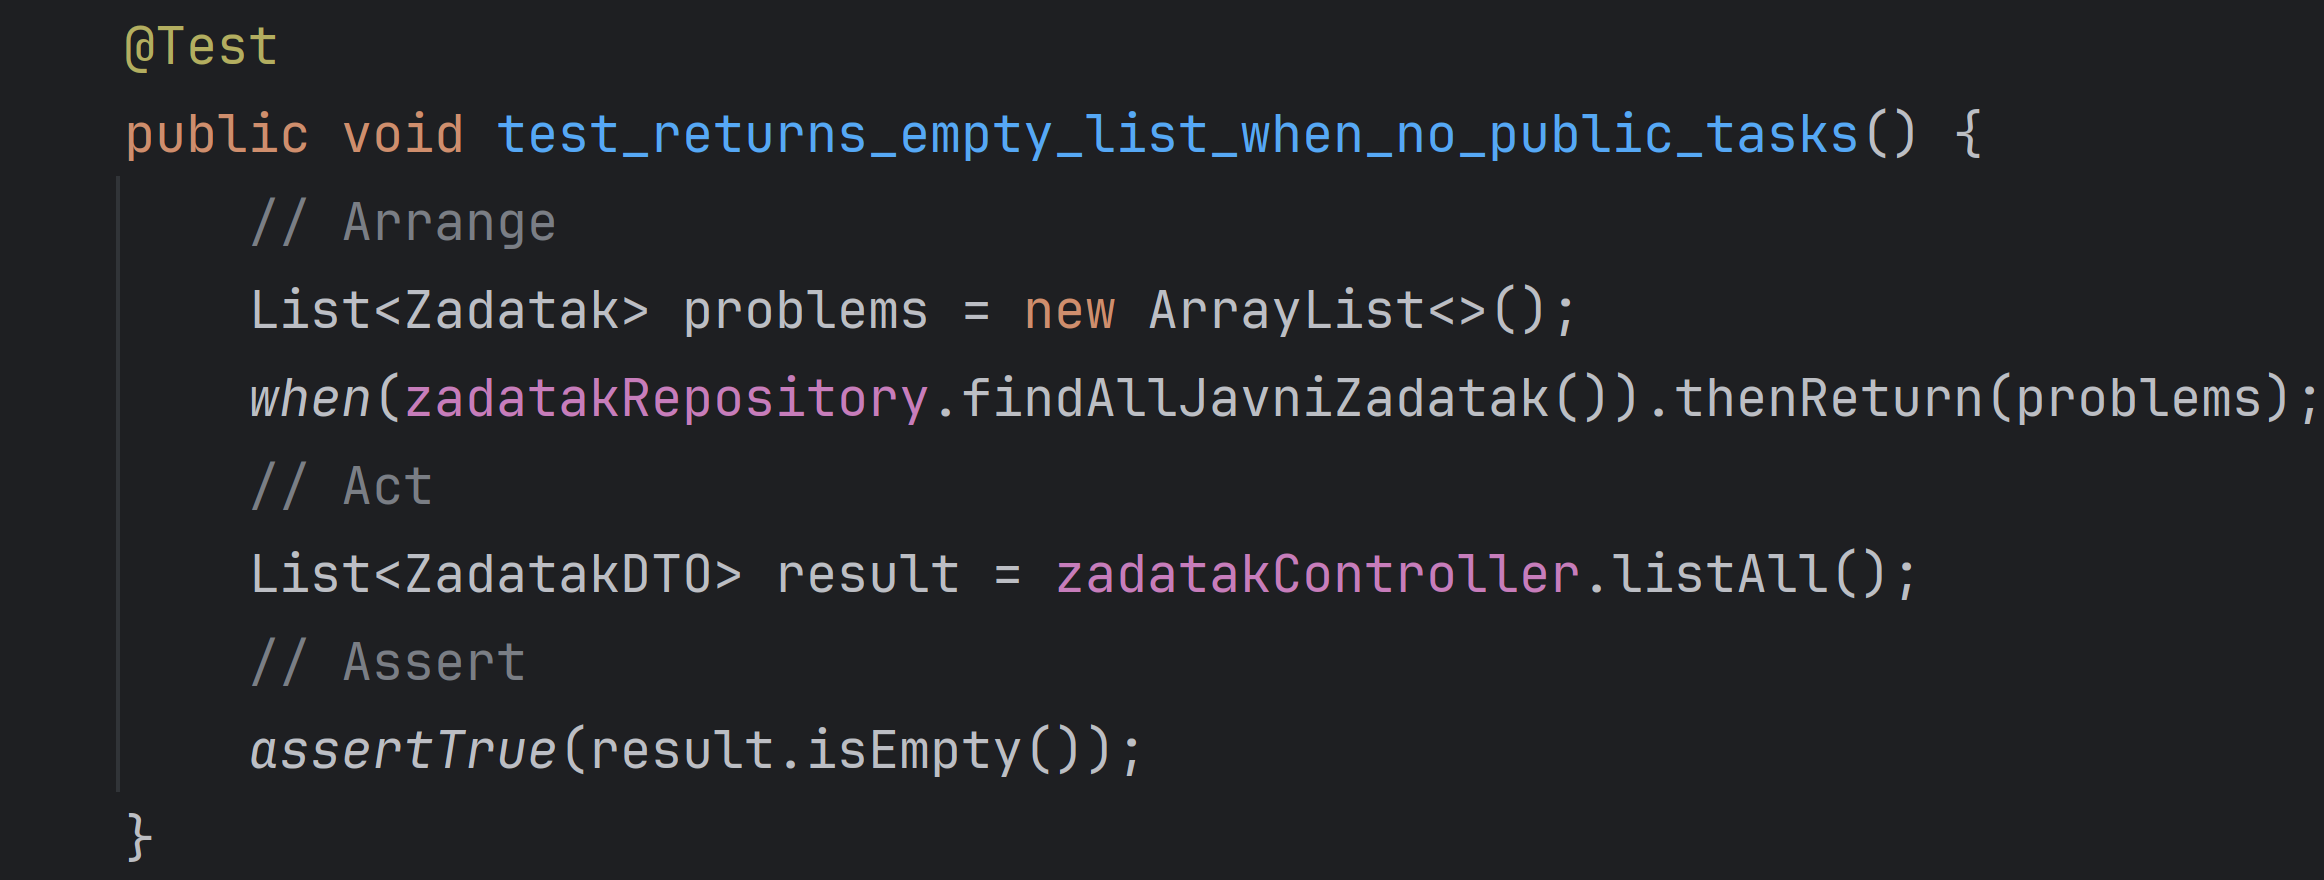 @Test
public void test_returns_empty_list_when_no_public_tasks() {
// Arrange
List<Zadatak> problems = new ArrayList<>();
when(zadatakRepository.findAllJavniZadatak()).thenReturn(problems);
// Act
List<ZadatakDTO> result = zadatakController.listAll();
// Assert
assertTrue(result.isEmpty());
}